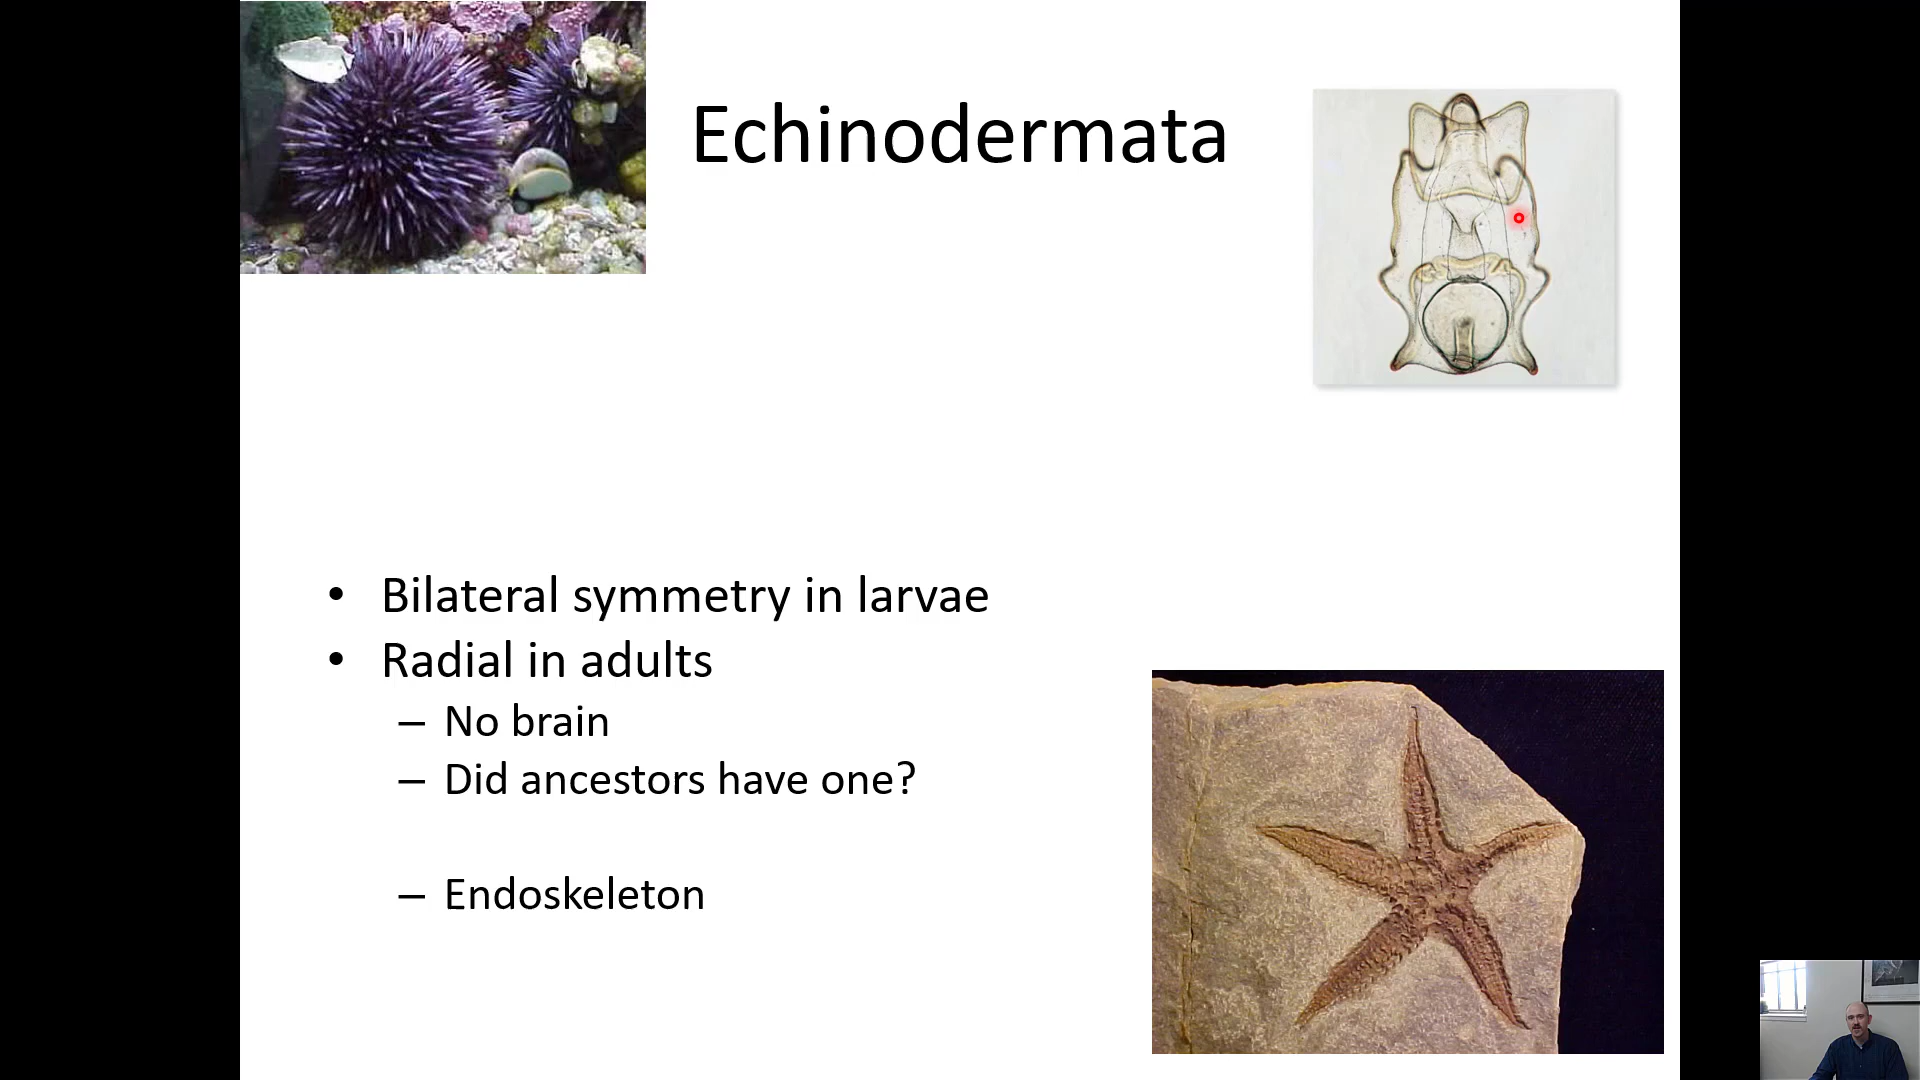 Echinodermata
• Bilateral symmetry in larvae
• Radial in adults
– No brain
– Did ancestors have one?
– Endoskeleton